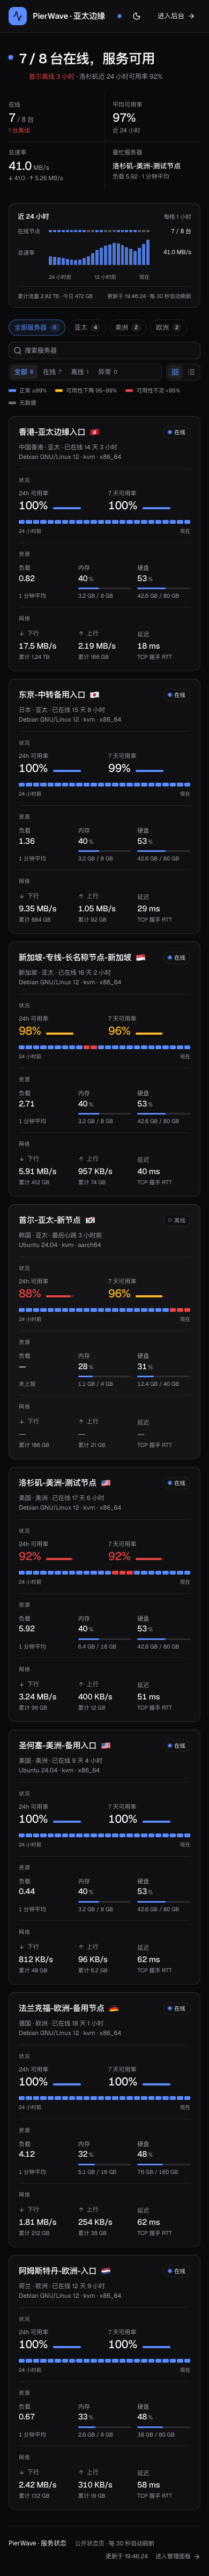 PierWave · 亚太边缘
进入后台 →
7 / 8 台在线，服务可用
首尔离线 3 小时 · 洛杉矶近 24 小时可用率 92%
在线
7 / 8 台
1 台离线
平均可用率
97%
近 24 小时
总速率
41.0 MB/s
↓ 41.0 · ↑ 5.26 MB/s
最忙服务器
洛杉矶-美洲-测试节点
负载 5.92 · 1 分钟平均
近 24 小时
每格 1 小时
在线节点
7 / 8 台
总速率
41.0 MB/s
24 小时前
12 小时前
现在
累计流量 2.92 TB · 今日 472 GB
更新于 19:46:24 · 每 30 秒自动刷新
全部服务器 8
亚太 4
美洲 2
欧洲 2
搜索服务器
全部 8
在线 7
离线 1
异常 0
正常 ≥99%
可用性下降 95–99%
可用性不足 <95%
无数据
香港-亚太边缘入口
在线
中国香港 · 亚太 · 已在线 14 天 3 小时
Debian GNU/Linux 12 · kvm · x86_64
状况
24h 可用率
100%
7 天可用率
100%
24 小时前
现在
资源
负载
0.82
1 分钟平均
内存
40%
3.2 GB / 8 GB
硬盘
53%
42.6 GB / 80 GB
网络
↓ 下行
17.5 MB/s
累计 1.24 TB
↑ 上行
2.19 MB/s
累计 186 GB
延迟
18 ms
TCP 握手 RTT
东京-中转备用入口
在线
日本 · 亚太 · 已在线 15 天 8 小时
Debian GNU/Linux 12 · kvm · x86_64
状况
24h 可用率
100%
7 天可用率
99%
24 小时前
现在
资源
负载
1.36
1 分钟平均
内存
40%
3.2 GB / 8 GB
硬盘
53%
42.6 GB / 80 GB
网络
↓ 下行
9.35 MB/s
累计 684 GB
↑ 上行
1.05 MB/s
累计 92 GB
延迟
29 ms
TCP 握手 RTT
新加坡-专线-长名称节点-新加坡
在线
新加坡 · 亚太 · 已在线 16 天 2 小时
Debian GNU/Linux 12 · kvm · x86_64
状况
24h 可用率
98%
7 天可用率
96%
24 小时前
现在
资源
负载
2.71
1 分钟平均
内存
40%
3.2 GB / 8 GB
硬盘
53%
42.6 GB / 80 GB
网络
↓ 下行
5.91 MB/s
累计 412 GB
↑ 上行
957 KB/s
累计 74 GB
延迟
40 ms
TCP 握手 RTT
首尔-亚太-新节点
离线
韩国 · 亚太 · 最后心跳 3 小时前
Ubuntu 24.04 · kvm · aarch64
状况
24h 可用率
88%
7 天可用率
96%
24 小时前
现在
资源
负载
—
未上报
内存
28%
1.1 GB / 4 GB
硬盘
31%
12.4 GB / 40 GB
网络
↓ 下行
—
累计 186 GB
↑ 上行
—
累计 21 GB
延迟
—
TCP 握手 RTT
洛杉矶-美洲-测试节点
在线
美国 · 美洲 · 已在线 17 天 6 小时
Debian GNU/Linux 12 · kvm · x86_64
状况
24h 可用率
92%
7 天可用率
92%
24 小时前
现在
资源
负载
5.92
1 分钟平均
内存
40%
6.4 GB / 16 GB
硬盘
53%
42.6 GB / 80 GB
网络
↓ 下行
3.24 MB/s
累计 96 GB
↑ 上行
400 KB/s
累计 12 GB
延迟
51 ms
TCP 握手 RTT
圣何塞-美洲-备用入口
在线
美国 · 美洲 · 已在线 9 天 4 小时
Ubuntu 24.04 · kvm · x86_64
状况
24h 可用率
100%
7 天可用率
100%
24 小时前
现在
资源
负载
0.44
1 分钟平均
内存
40%
3.2 GB / 8 GB
硬盘
53%
42.6 GB / 80 GB
网络
↓ 下行
812 KB/s
累计 48 GB
↑ 上行
96 KB/s
累计 6.2 GB
延迟
62 ms
TCP 握手 RTT
法兰克福-欧洲-备用节点
在线
德国 · 欧洲 · 已在线 18 天 1 小时
Debian GNU/Linux 12 · kvm · x86_64
状况
24h 可用率
100%
7 天可用率
100%
24 小时前
现在
资源
负载
4.12
1 分钟平均
内存
32%
5.1 GB / 16 GB
硬盘
48%
76 GB / 160 GB
网络
↓ 下行
1.81 MB/s
累计 212 GB
↑ 上行
254 KB/s
累计 38 GB
延迟
62 ms
TCP 握手 RTT
阿姆斯特丹-欧洲-入口
在线
荷兰 · 欧洲 · 已在线 12 天 9 小时
Debian GNU/Linux 12 · kvm · x86_64
状况
24h 可用率
100%
7 天可用率
100%
24 小时前
现在
资源
负载
0.67
1 分钟平均
内存
33%
2.6 GB / 8 GB
硬盘
48%
38 GB / 80 GB
网络
↓ 下行
2.42 MB/s
累计 132 GB
↑ 上行
310 KB/s
累计 19 GB
延迟
58 ms
TCP 握手 RTT
PierWave · 服务状态
公开状态页 · 每 30 秒自动刷新
更新于 19:46:24
进入管理面板 →